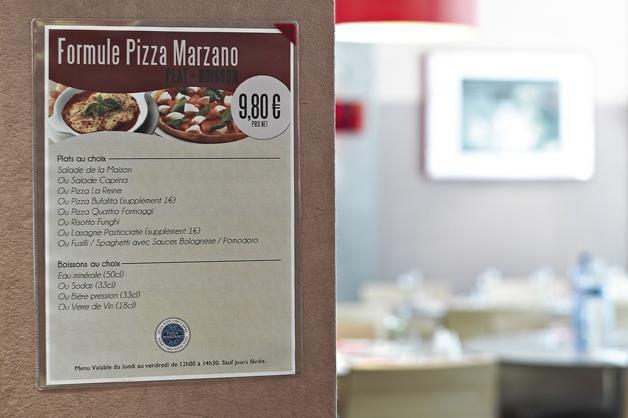 Formule Pizza Marzano
PLAT + BOISSON
9,80 €
PRIX NET
Plats au choix
Salade de la Maison
Ou Salade Caprina
Ou Pizza La Reine
Ou Pizza Bufalita (supplément 1€)
Ou Pizza Quattro Formaggi
Ou Risotto Funghi
Ou Lasagne Pasticciate (supplément 1€)
Ou Fusilli / Spaghetti avec Sauces Bolognese / Pomodoro
Boissons au choix
Eau minérale (50cl)
Ou Sodas (33cl)
Ou Bière pression (33cl)
Ou Verre de Vin (18cl)
PIZZA
MARZANO
Menu Valable du lundi au vendredi de 12h00 à 14h30. Sauf jours fériés.